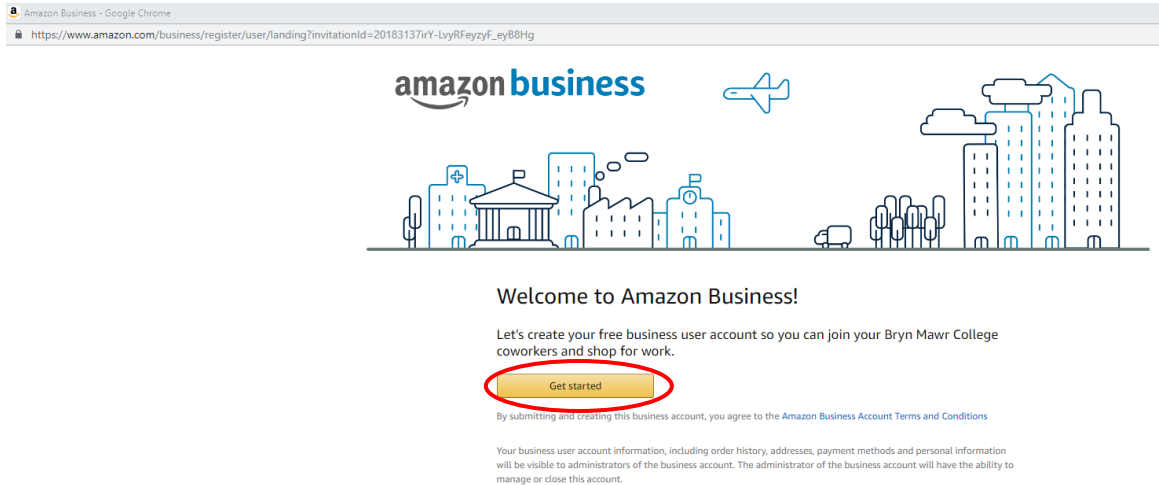 Amazon Business - Google Chrome
https://www.amazon.com/business/register/user/landing?invitationId=20183137irY-LvyRFeyzyF_eyB8Hg
amazon business
Welcome to Amazon Business!
Let's create your free business user account so you can join your Bryn Mawr College
coworkers and shop for work.
Get started
By submitting and creating this business account, you agree to the Amazon Business Account Terms and Conditions
Your business user account information, including order history, addresses, payment methods and personal information
will be visible to administrators of the business account. The administrator of the business account will have the ability to
manage or close this account.